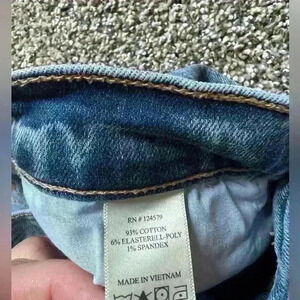 RN # 124579
93% COTTON
6% ELASTERELL-POLY
1% SPANDEX
MADE IN VIETNAM